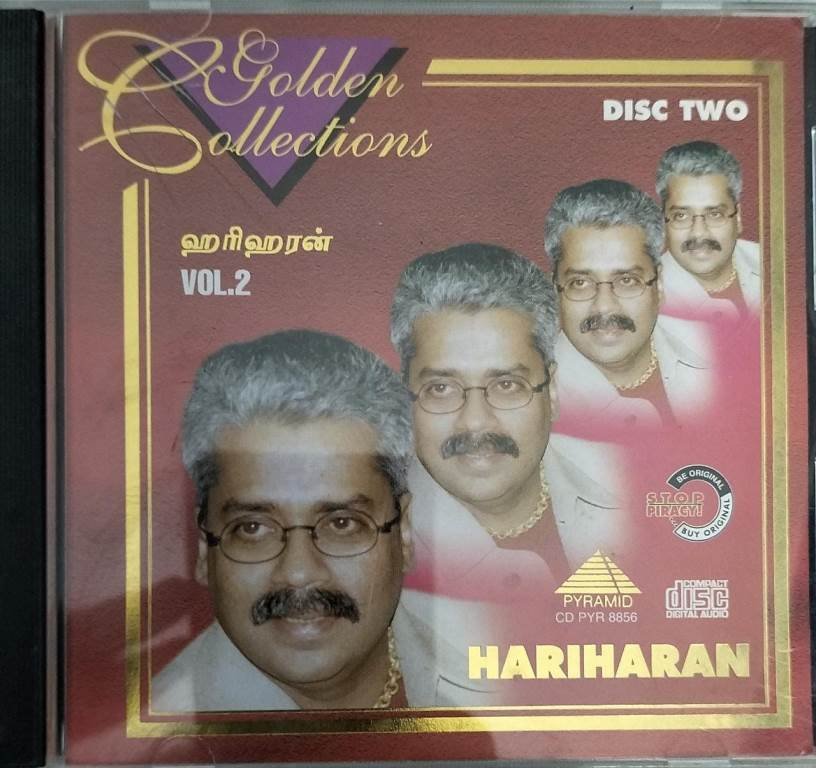 Golden
Collections
DISC TWO
ஹரிஹரன்
VOL.2
BE ORIGINAL
S.T.O.P
PIRACY!
BUY ORIGINAL
PYRAMID
CD PYR 8856
COMPACT
disc
DIGITAL AUDIO
HARIHARAN